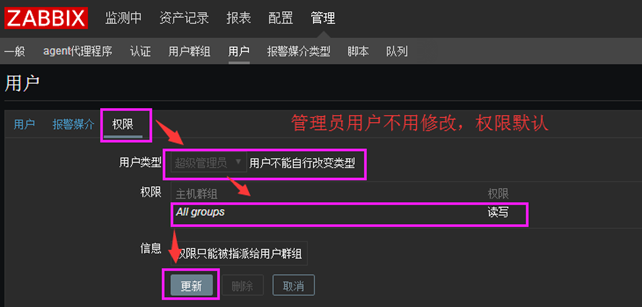 ZABBIX 监测中 资产记录 报表 配置 管理
一般 agent代理程序 认证 用户群组 用户 报警媒介类型 脚本 队列
用户
用户 报警媒介 权限
管理员用户不用修改，权限默认
用户类型 超级管理员 用户不能自行改变类型
权限 主机群组 权限
All groups 读写
信息 权限只能被指派给用户群组
更新 删除 取消